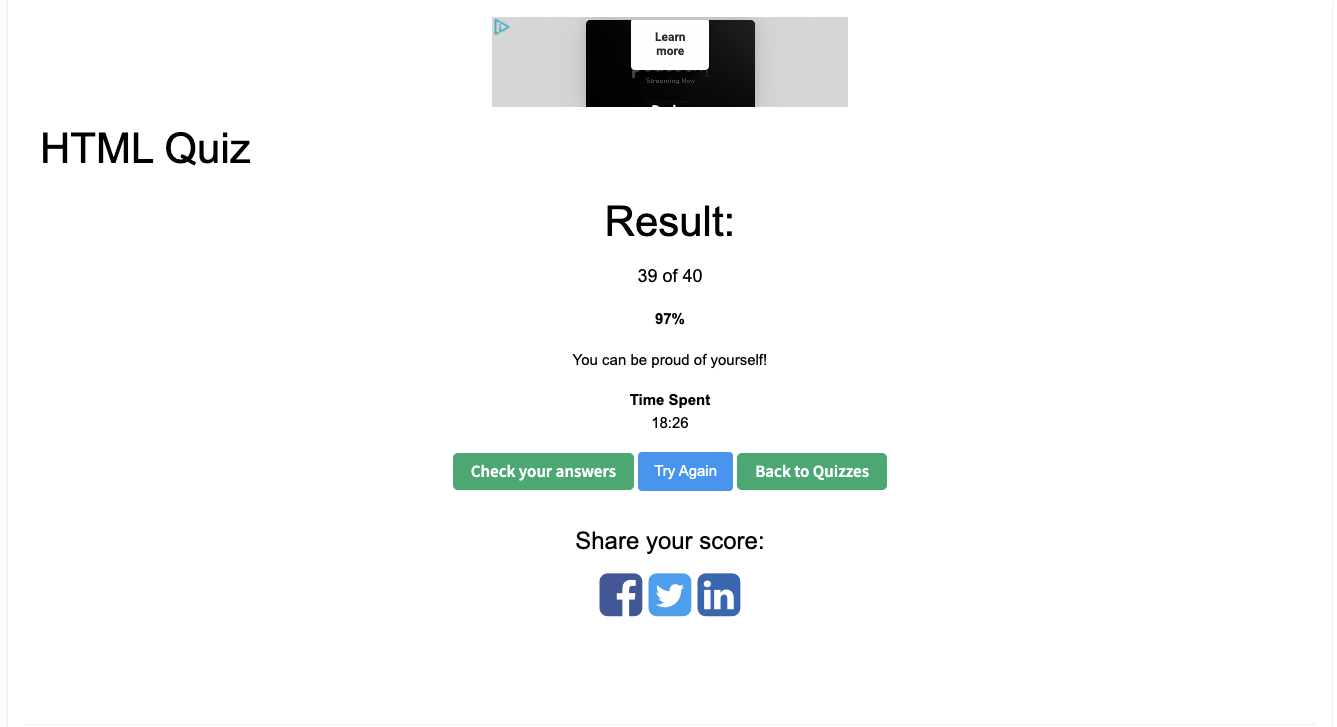 Learn
more
Streaming Now
HTML Quiz
Result:
39 of 40
97%
You can be proud of yourself!
Time Spent
18:26
Check your answers
Try Again
Back to Quizzes
Share your score: